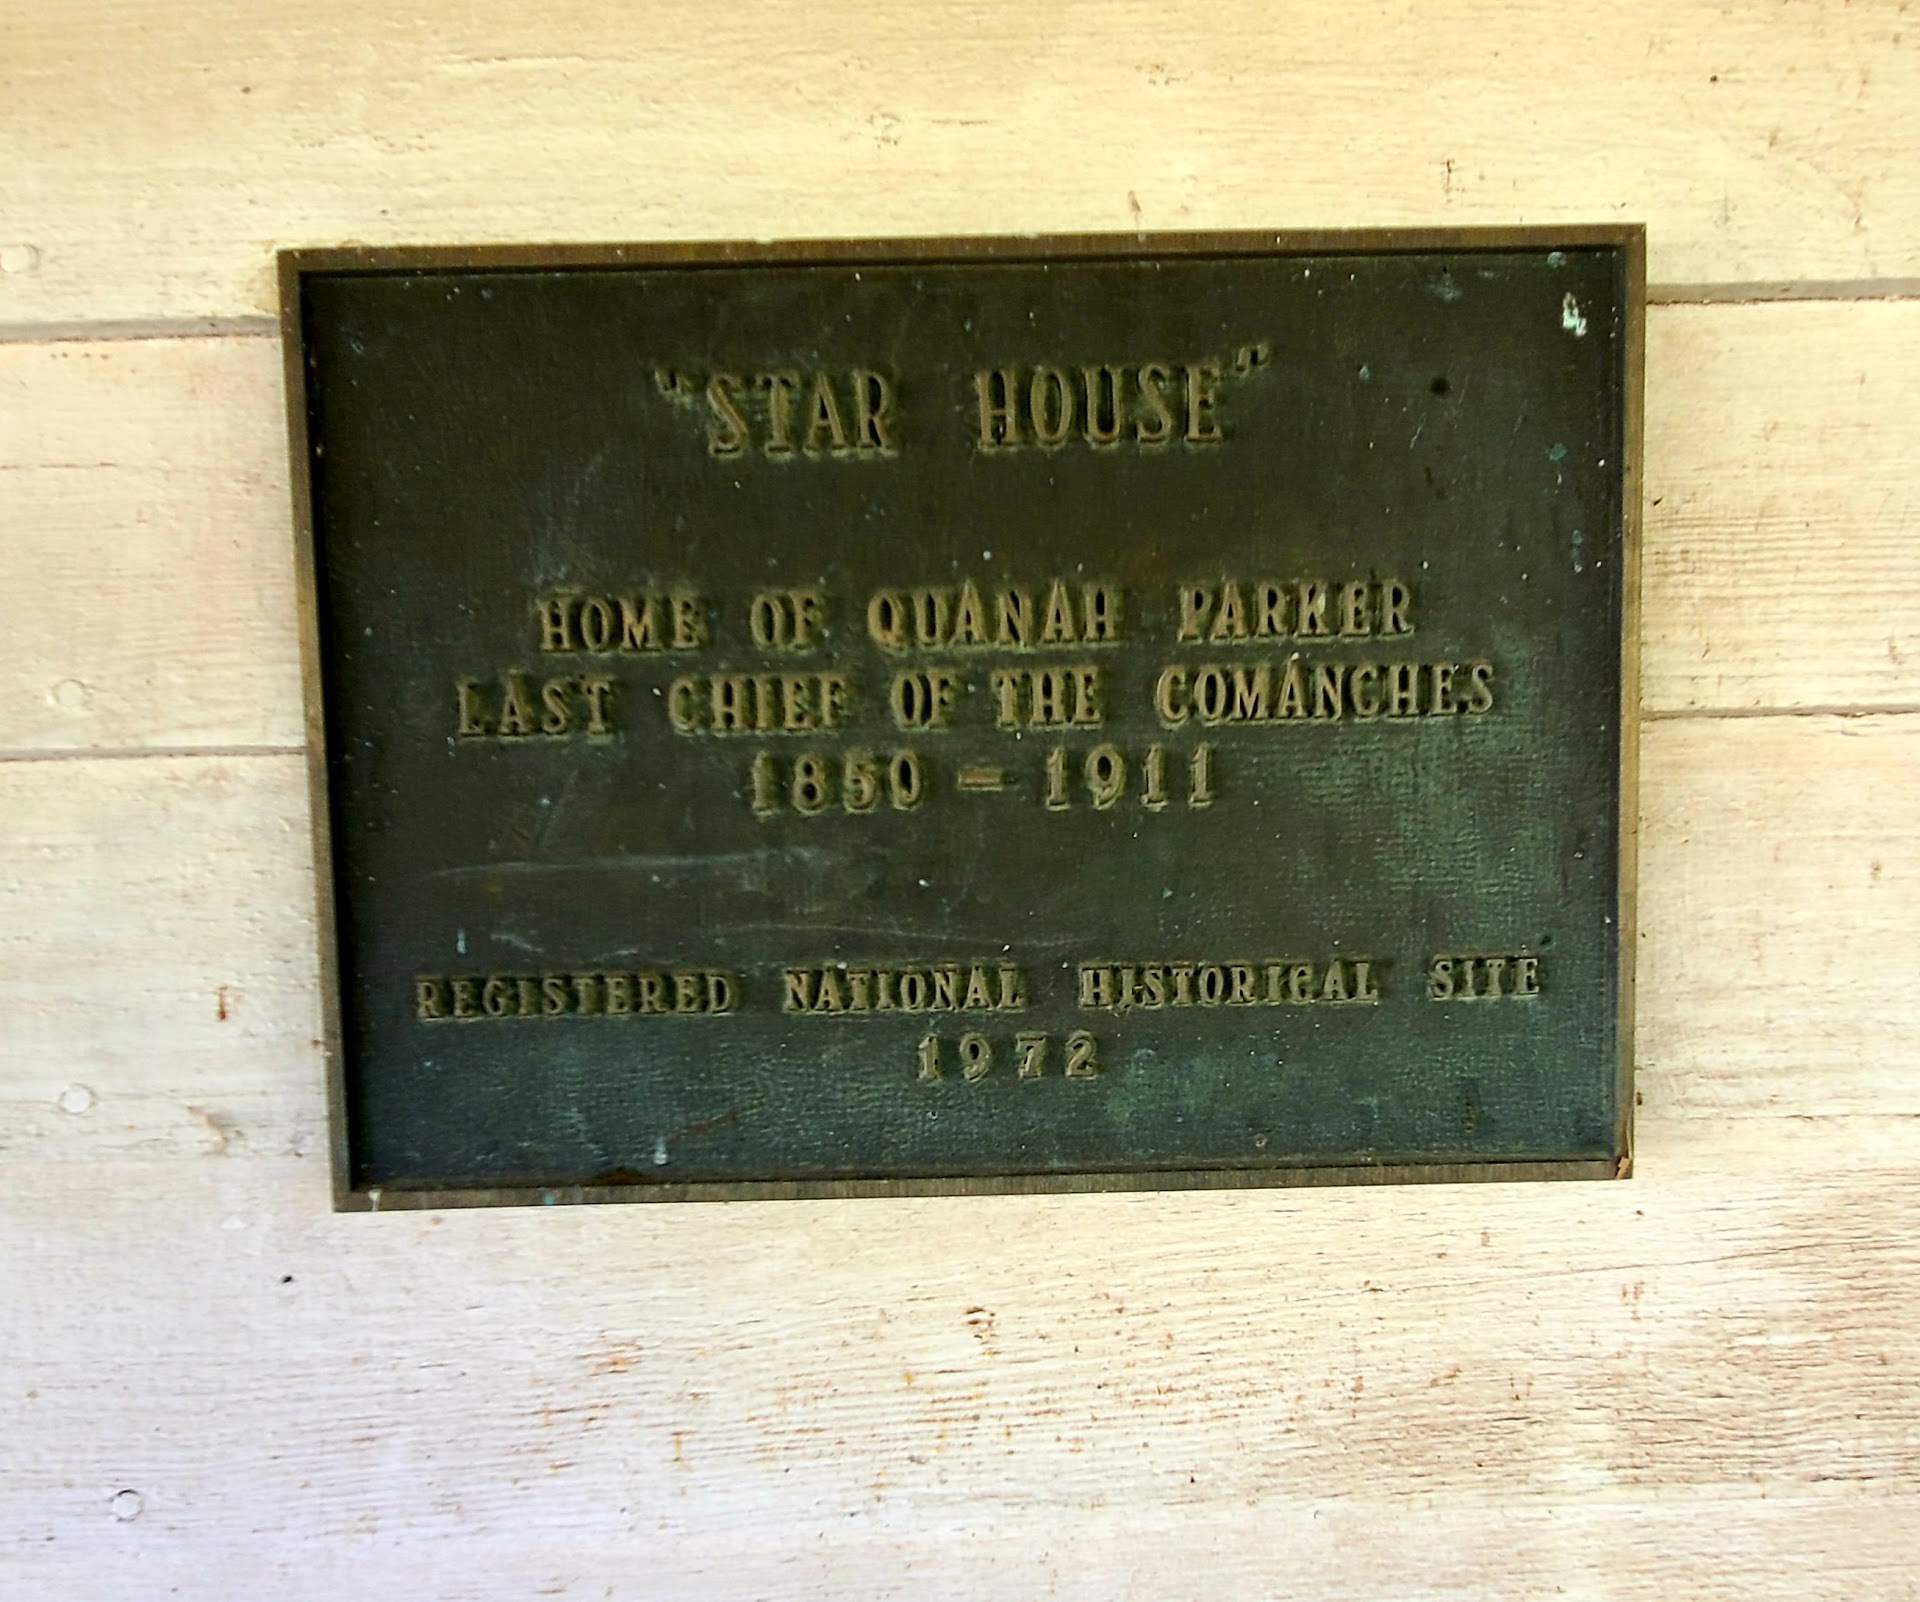 "STAR HOUSE"
HOME OF QUANAH PARKER
LAST CHIEF OF THE COMANCHES
1850 - 1911
REGISTERED NATIONAL HISTORICAL SITE
1972